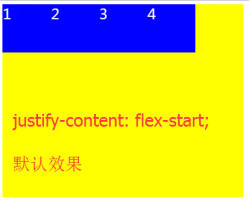 1 2 3 4
justify-content: flex-start;
默认效果